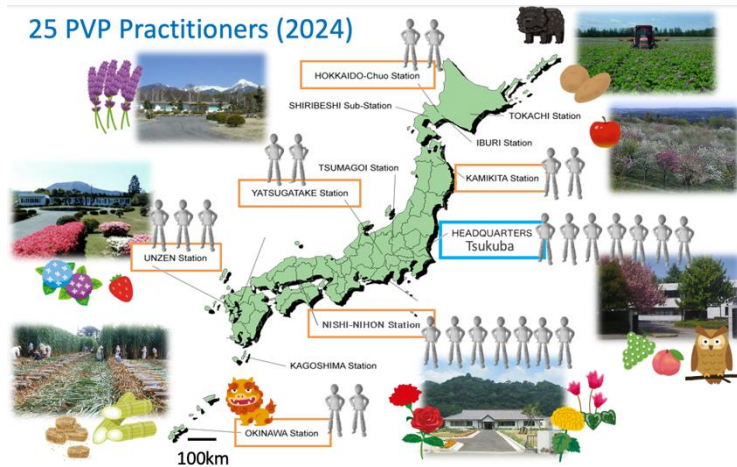 25 PVP Practitioners (2024)
HOKKAIDO-Chuo Station
SHIRIBESHI Sub-Station
TOKACHI Station
IBURI Station
TSUMAGOI Station
KAMIKITA Station
YATSUGATAKE Station
HEADQUARTERS
Tsukuba
UNZEN Station
NISHI-NIHON Station
KAGOSHIMA Station
OKINAWA Station
100km